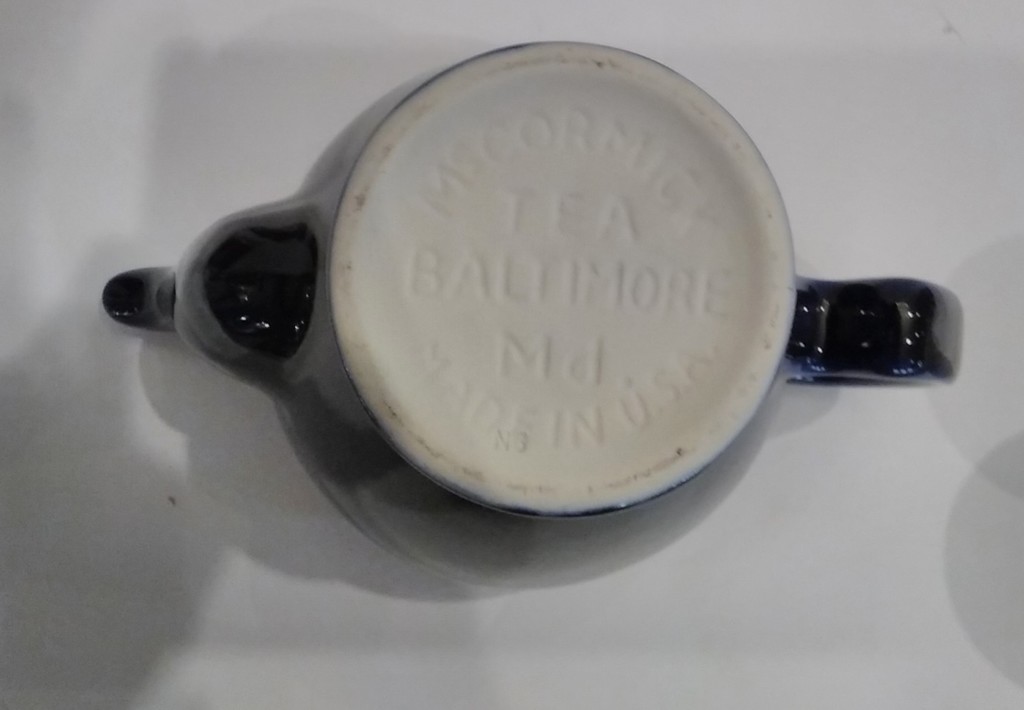 McCORMICK
TEA
BALTIMORE
Md
MADE IN U.S.A.
N3